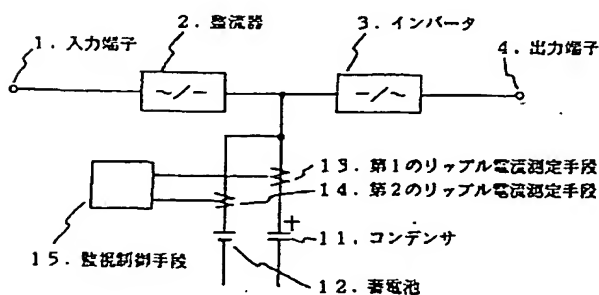 2. 整流器
3. インバータ
1. 入力端子
4. 出力端子
~/−
−/~
13. 第1のリップル電流測定手段
14. 第2のリップル電流測定手段
+
11. コンデンサ
15. 監視制御手段
12. 蓄電池